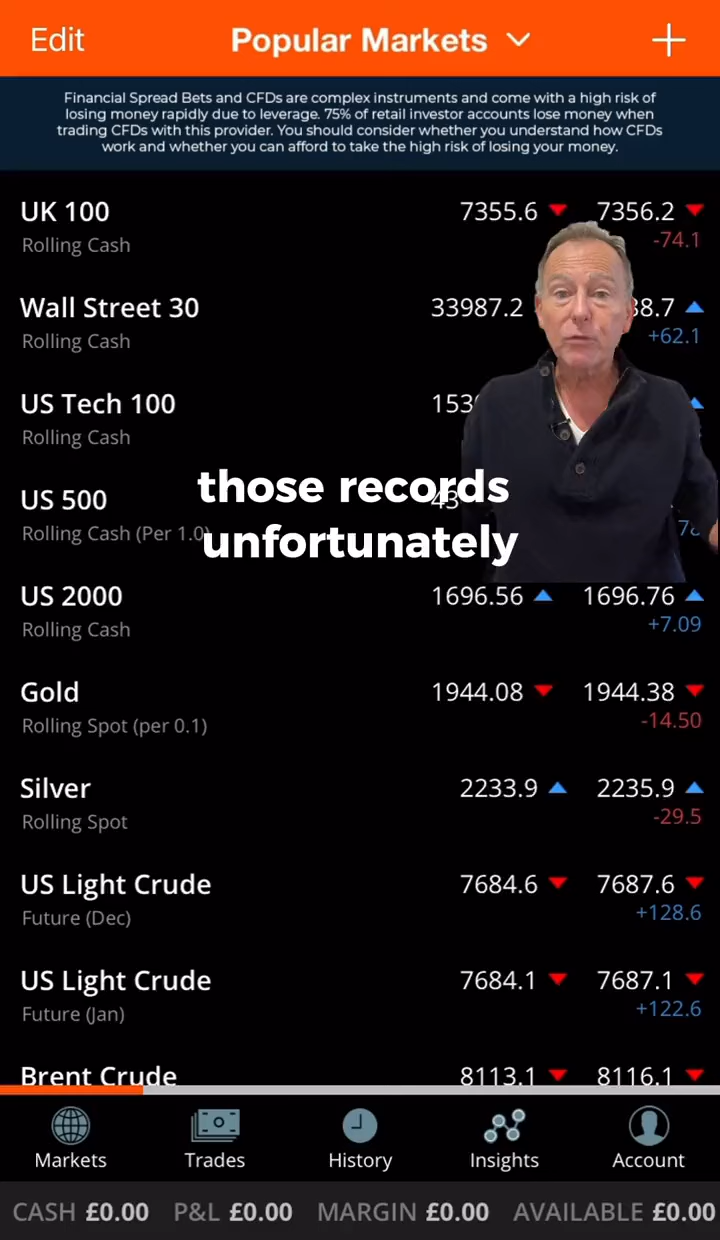 Edit
Popular Markets
Financial Spread Bets and CFDs are complex instruments and come with a high risk of
losing money rapidly due to leverage. 75% of retail investor accounts lose money when
trading CFDs with this provider. You should consider whether you understand how CFDs
work and whether you can afford to take the high risk of losing your money.
UK 100 7355.6 7356.2
Rolling Cash -74.1
Wall Street 30 33987.2 38.7
Rolling Cash +62.1
US Tech 100 153
Rolling Cash
those records
US 500 43
Rolling Cash (Per 1.0)
unfortunately
US 2000 1696.56 1696.76
Rolling Cash +7.09
Gold 1944.08 1944.38
Rolling Spot (per 0.1) -14.50
Silver 2233.9 2235.9
Rolling Spot -29.5
US Light Crude 7684.6 7687.6
Future (Dec) +128.6
US Light Crude 7684.1 7687.1
Future (Jan) +122.6
Brent Crude 8113.1 8116.1
Markets Trades History Insights Account
CASH £0.00 P&L £0.00 MARGIN £0.00 AVAILABLE £0.00